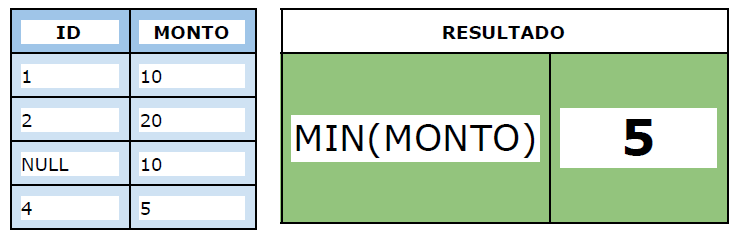 ID MONTO
1 10
2 20
NULL 10
4 5
RESULTADO
MIN(MONTO) 5